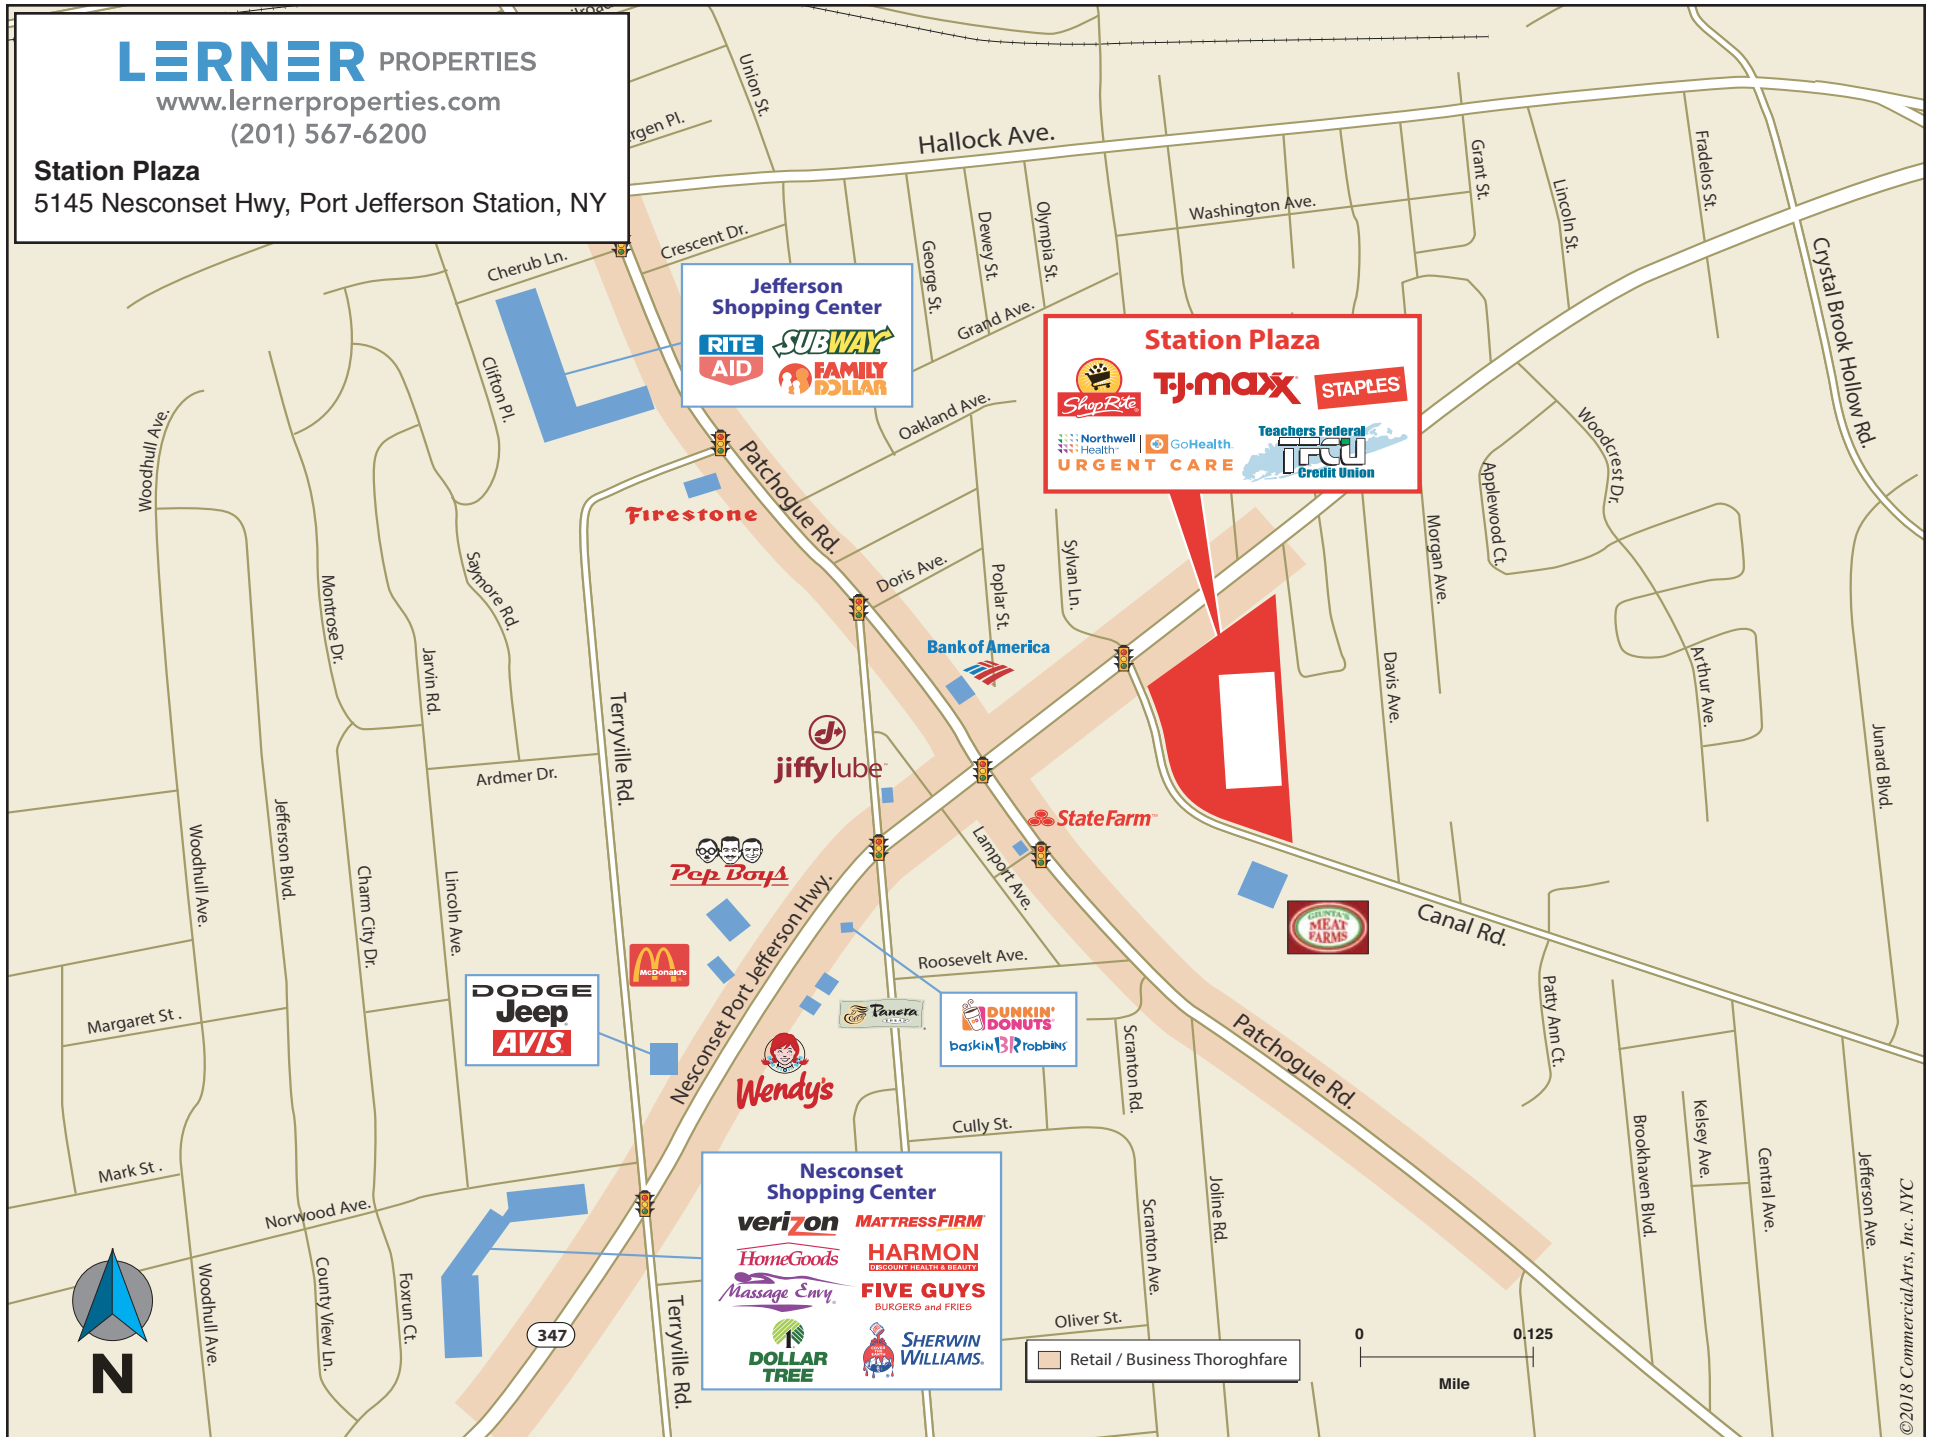 LERNER PROPERTIES
www.lernerproperties.com
(201) 567-6200
Station Plaza
5145 Nesconset Hwy, Port Jefferson Station, NY
Union St.
Hallock Ave.
Crescent Dr.
Cherub Ln.
George St.
Dewey St.
Olympia St.
Grand Ave.
Washington Ave.
Grant St.
Lincoln St.
Fradelos St.
Crystal Brook Hollow Rd.
Jefferson
Shopping Center
RITE
AID
SUBWAY
FAMILY
DOLLAR
Station Plaza
ShopRite
T·J·maxx
STAPLES
Northwell
Health
GoHealth
URGENT CARE
Teachers Federal
TFCU
Credit Union
Clifton Pl.
Woodhull Ave.
Oakland Ave.
Patchogue Rd.
Firestone
Woodcrest Dr.
Applewood Ct.
Morgan Ave.
Sylvan Ln.
Poplar St.
Doris Ave.
Saymore Rd.
Montrose Dr.
Jarvin Rd.
Terryville Rd.
Bank of America
Davis Ave.
Arthur Ave.
Junard Blvd.
jiffy lube
Ardmer Dr.
StateFarm
Lamport Ave.
Pep Boys
Woodhull Ave.
Jefferson Blvd.
Charm City Dr.
Lincoln Ave.
Nesconset Port Jefferson Hwy.
McDonald's
GIUNTA'S
MEAT
FARMS
Canal Rd.
Roosevelt Ave.
DODGE
Jeep
AVIS
Panera
BREAD
DUNKIN'
DONUTS
baskin BR robbins
Wendy's
Margaret St.
Patchogue Rd.
Patty Ann Ct.
Scranton Rd.
Cully St.
Mark St.
Norwood Ave.
Nesconset
Shopping Center
verizon
MATTRESSFIRM
HomeGoods
HARMON
DISCOUNT HEALTH & BEAUTY
Massage Envy
FIVE GUYS
BURGERS and FRIES
DOLLAR
TREE
COVER
THE
EARTH
SHERWIN
WILLIAMS.
Brookhaven Blvd.
Kelsey Ave.
Central Ave.
Jefferson Ave.
Joline Rd.
Scranton Ave.
Woodhull Ave.
County View Ln.
Foxrun Ct.
Terryville Rd.
347
N
Oliver St.
Retail / Business Thoroghfare
0
0.125
Mile
©2018 CommercialArts, Inc. NYC